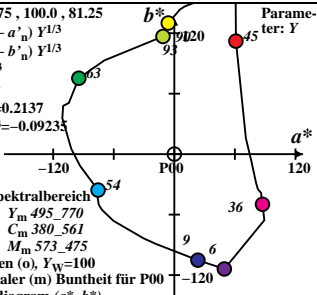 75 , 100.0 , 81.25
b*
Parame-
ter: Y
– a'n) Y1/3
– b'n) Y1/3
120
93
45
63
=0.2137
*=–0.09235
a*
–120
P00
120
54
36
pektralbereich
Ym 495_770
Cm 380_561
Mm 573_475
9
6
en (o), YW=100
–120
aler (m) Buntheit für P00